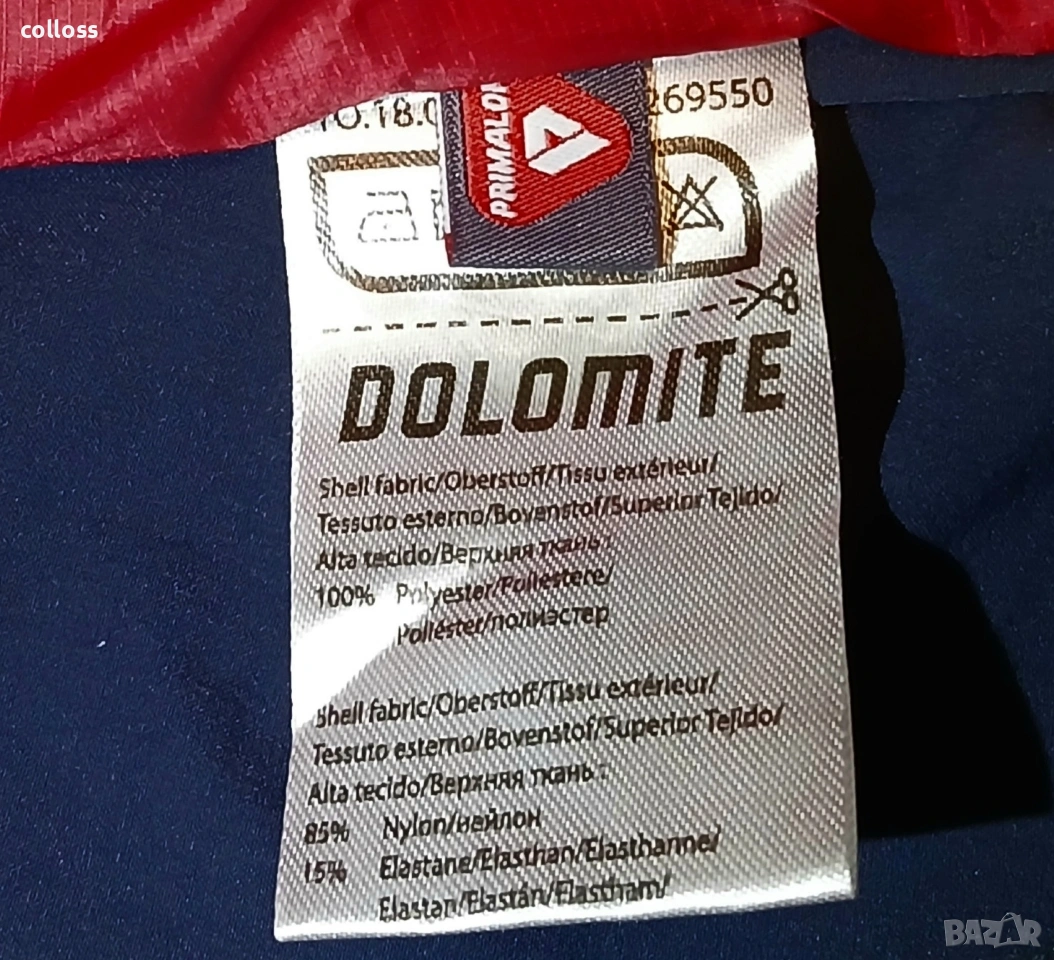 colloss
PRIMALO
269550
DOLOMITE
Shell fabric/Oberstoff/Tissu extérieur/
Tessuto esterno/Bovenstof/Superior Tejido/
Alta tecido/Верхняя ткань :
100% Polyester/Poliestere/
Poliéster/полиэстер
Shell fabric/Oberstoff/Tissu extérieur/
Tessuto esterno/Bovenstof/Superior Tejido/
Alta tecido/Верхняя ткань :
85% Nylon/нейлон
15% Elastane/Elasthan/Elasthanne/
Elastan/Elastán/Elastham/
BAZAR